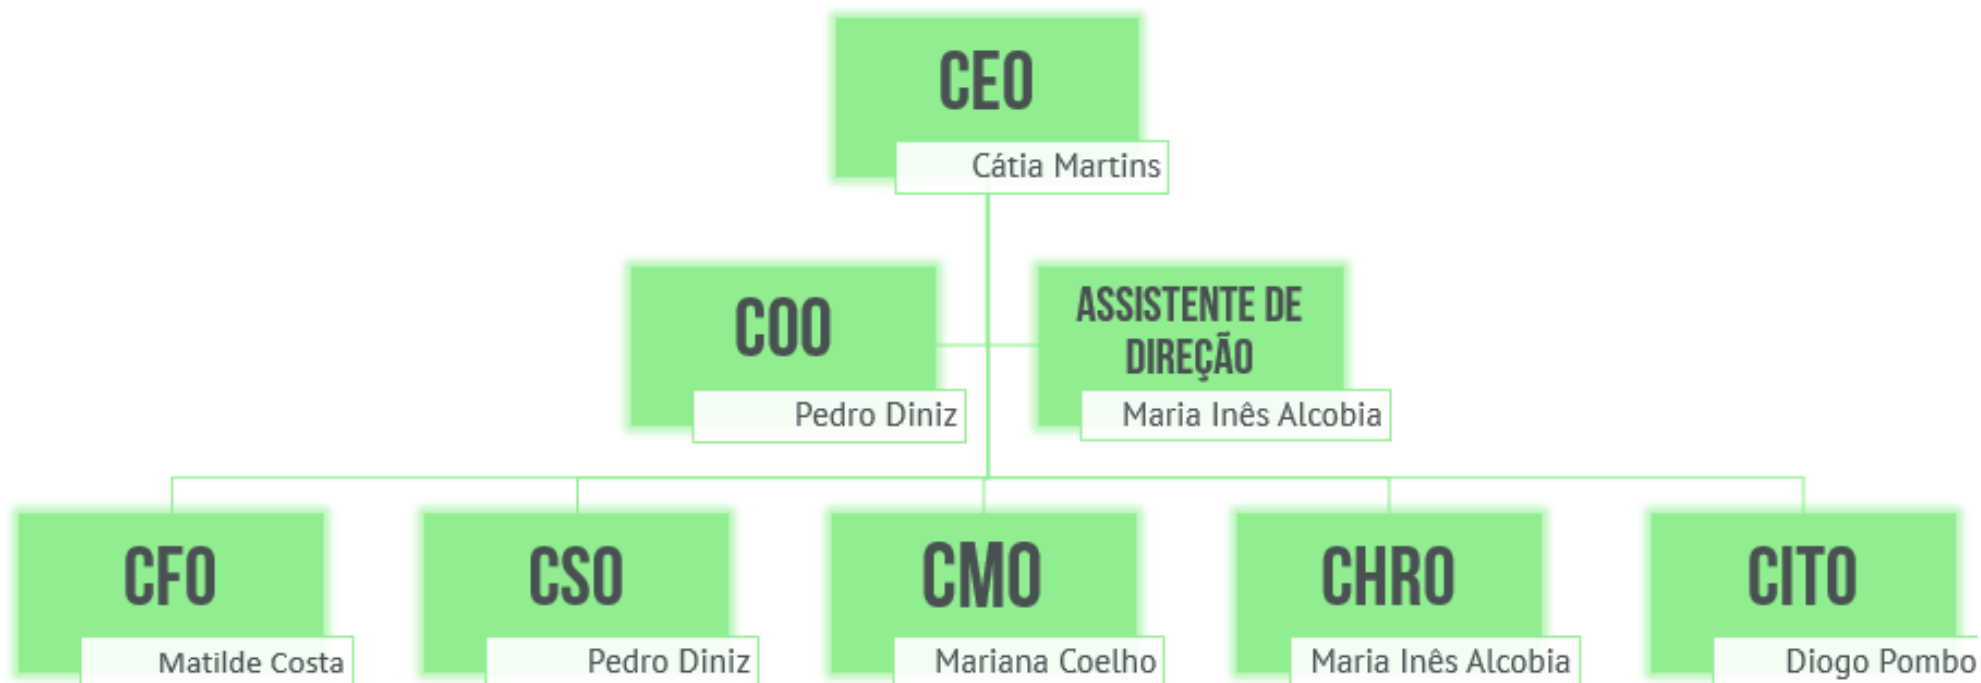 CEO
Cátia Martins
COO
Pedro Diniz
ASSISTENTE DE
DIREÇÃO
Maria Inês Alcobia
CFO
Matilde Costa
CSO
Pedro Diniz
CMO
Mariana Coelho
CHRO
Maria Inês Alcobia
CITO
Diogo Pombo